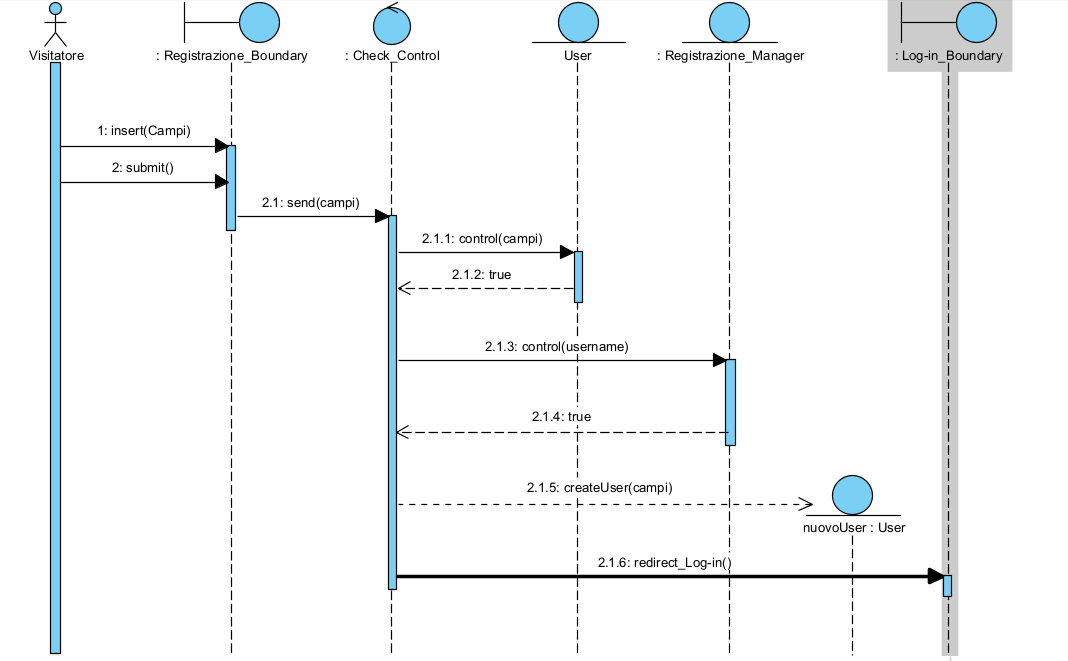 Visitatore
: Registrazione_Boundary
: Check_Control
User
: Registrazione_Manager
: Log-in_Boundary
1: insert(Campi)
2: submit()
2.1: send(campi)
2.1.1: control(campi)
2.1.2: true
2.1.3: control(username)
2.1.4: true
2.1.5: createUser(campi)
nuovoUser : User
2.1.6: redirect_Log-in()